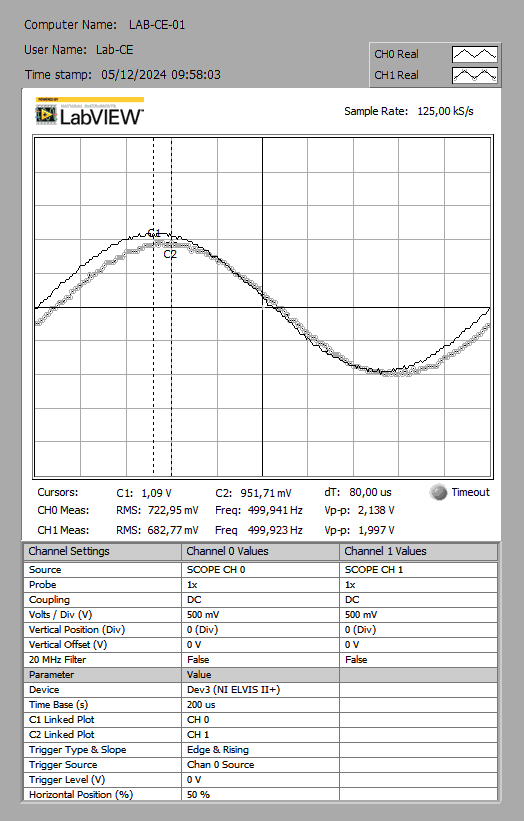 Computer Name: LAB-CE-01
User Name: Lab-CE
Time stamp: 05/12/2024 09:58:03
CH0 Real
CH1 Real
POWERED BY
NATIONAL INSTRUMENTS
LabVIEW™
Sample Rate: 125,00 kS/s
C1
C2
Cursors: C1: 1,09 V C2: 951,71 mV dT: 80,00 us Timeout
CH0 Meas: RMS: 722,95 mV Freq: 499,941 Hz Vp-p: 2,138 V
CH1 Meas: RMS: 682,77 mV Freq 499,923 Hz Vp-p: 1,997 V
Channel Settings Channel 0 Values Channel 1 Values
Source SCOPE CH 0 SCOPE CH 1
Probe 1x 1x
Coupling DC DC
Volts / Div (V) 500 mV 500 mV
Vertical Position (Div) 0 (Div) 0 (Div)
Vertical Offset (V) 0 V 0 V
20 MHz Filter False False
Parameter Value
Device Dev3 (NI ELVIS II+)
Time Base (s) 200 us
C1 Linked Plot CH 0
C2 Linked Plot CH 1
Trigger Type & Slope Edge & Rising
Trigger Source Chan 0 Source
Trigger Level (V) 0 V
Horizontal Position (%) 50 %